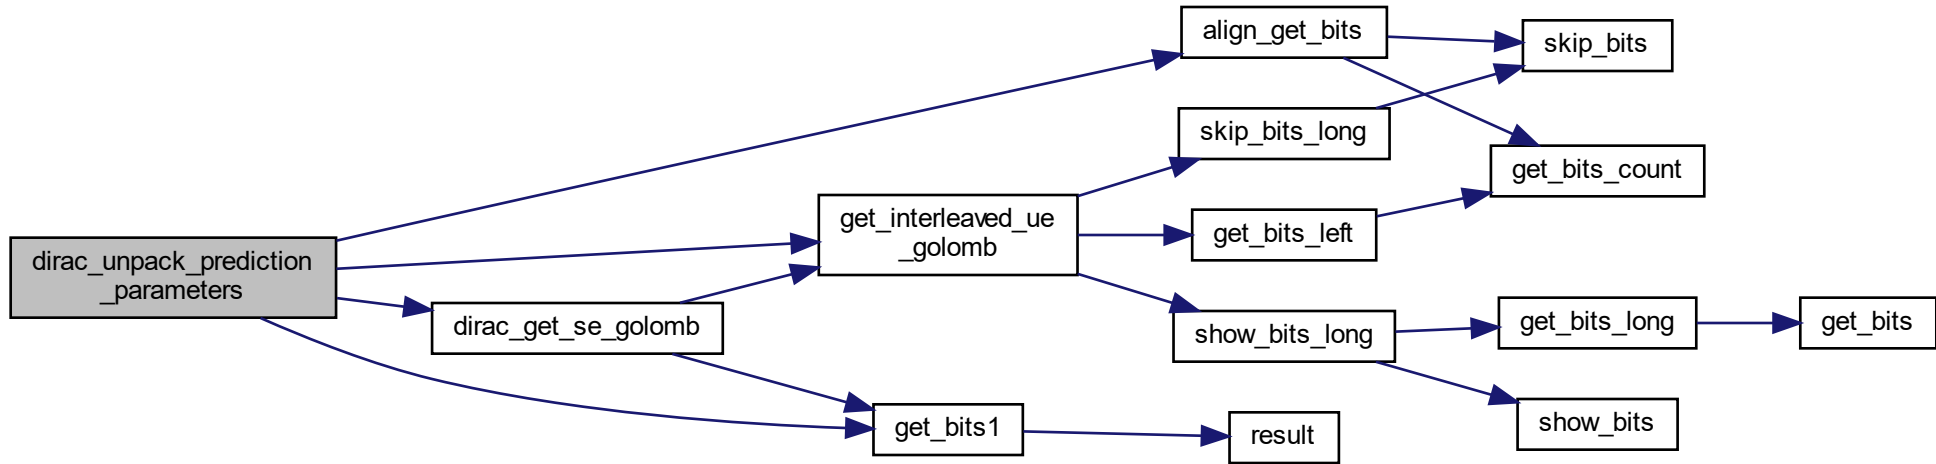 dirac_unpack_prediction
_parameters
align_get_bits
get_interleaved_ue
_golomb
dirac_get_se_golomb
get_bits1
skip_bits
get_bits_count
skip_bits_long
get_bits_left
show_bits_long
get_bits_long
get_bits
show_bits
result